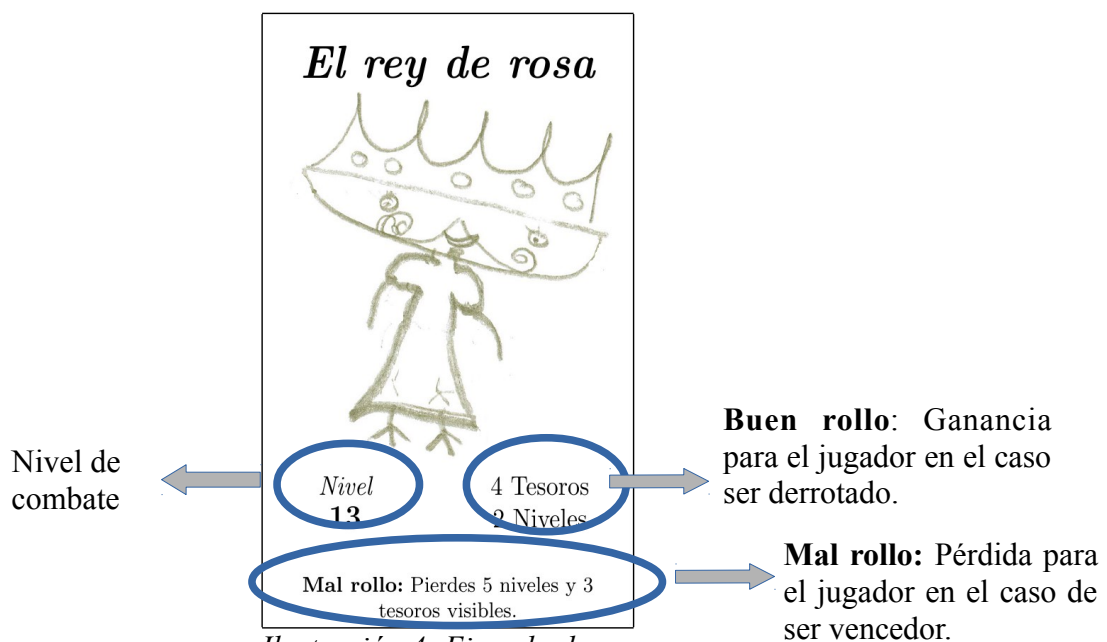 El rey de rosa
Nivel de
combate
Nivel
13
4 Tesoros
2 Niveles
Buen rollo: Ganancia
para el jugador en el caso
ser derrotado.
Mal rollo: Pierdes 5 niveles y 3
tesoros visibles.
Mal rollo: Pérdida para
el jugador en el caso de
ser vencedor.